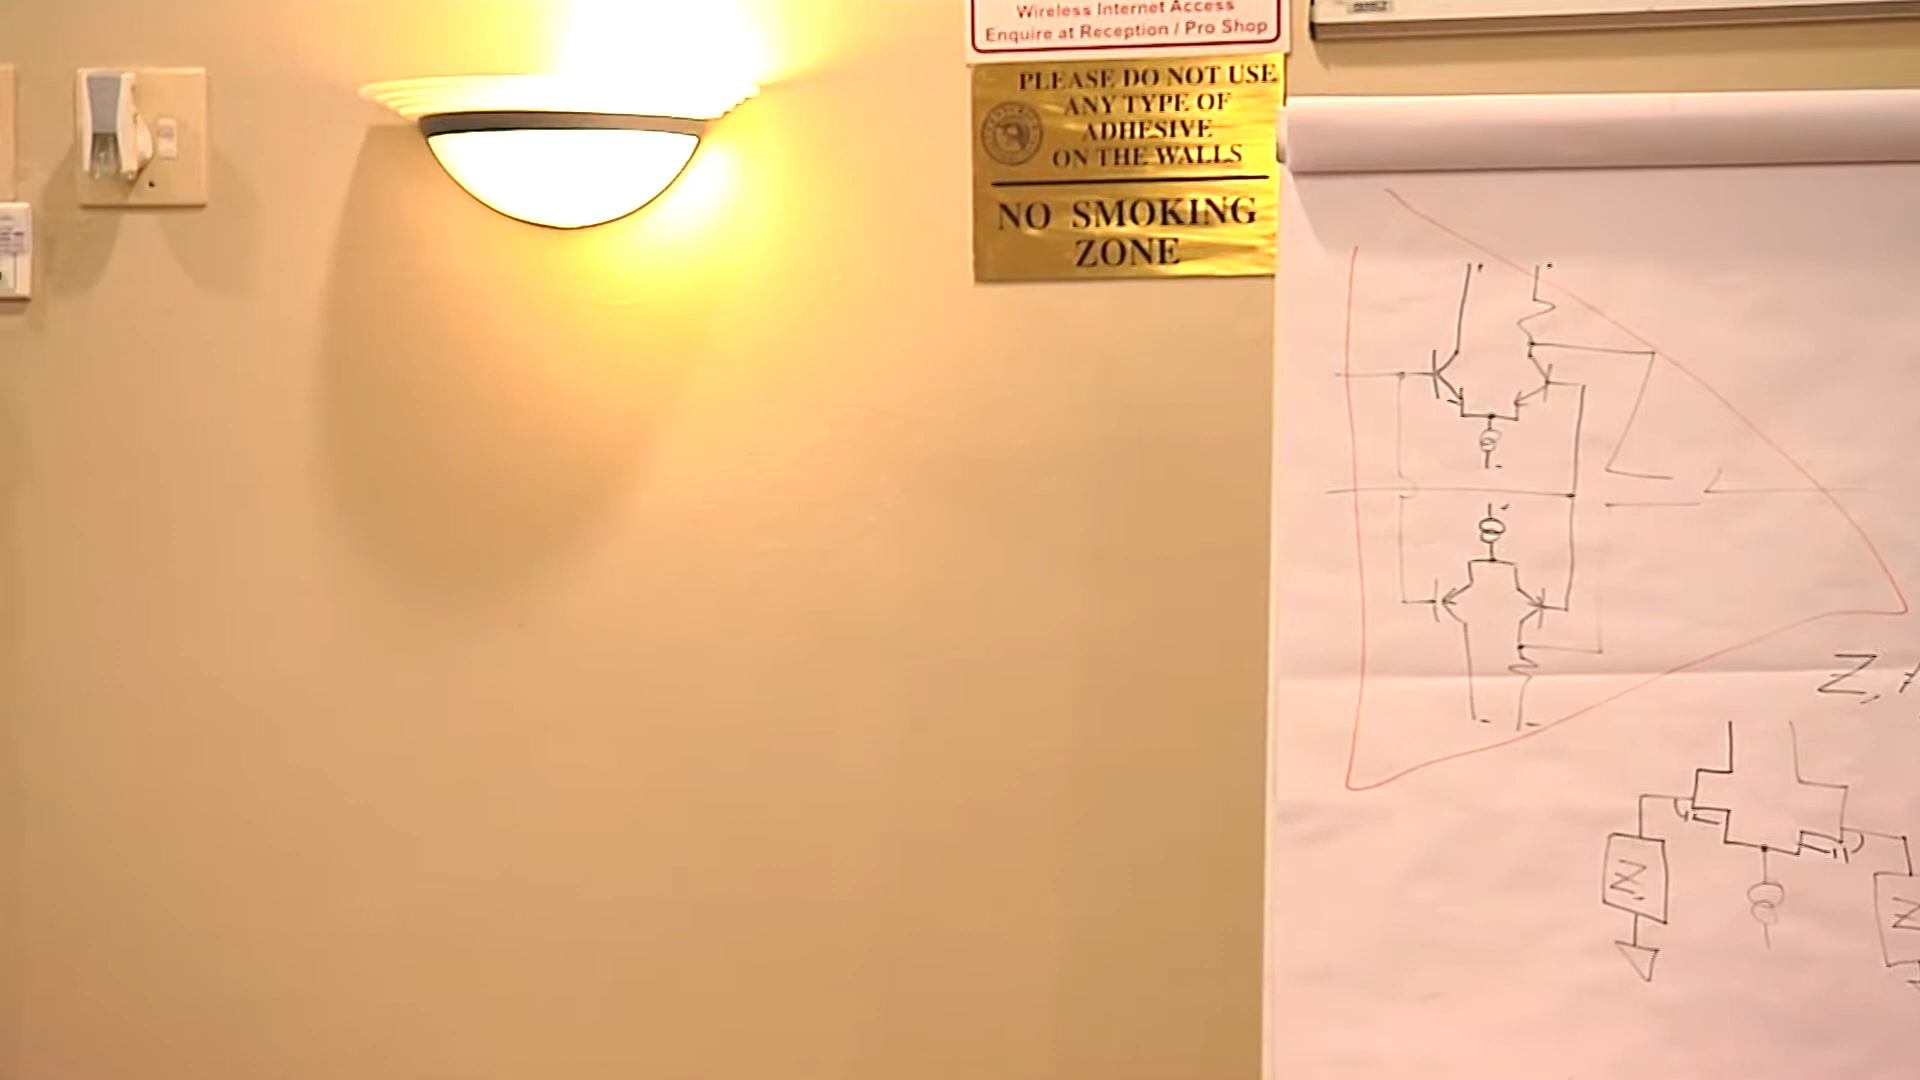 Wireless Internet Access
Enquire at Reception / Pro Shop
PLEASE DO NOT USE
ANY TYPE OF
ADHESIVE
ON THE WALLS
NO SMOKING
ZONE
Z,
Z,
Z